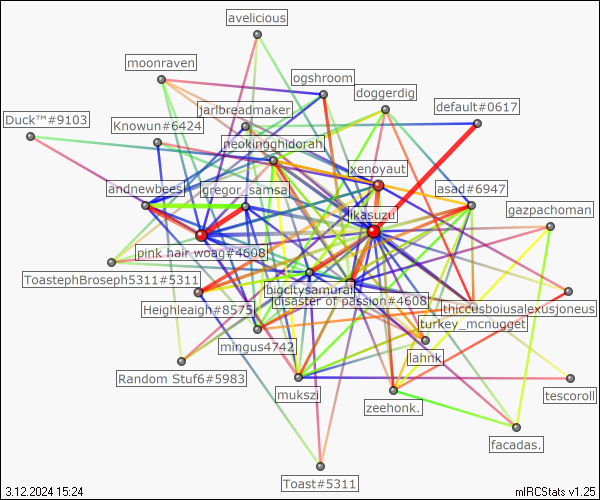 avelicious
moonraven
ogshroom
doggerdig
jarlbreadmaker
default#0617
Duck™#9103
Knowun#6424
neokingghidorah
xenoyaut
andnewbees
gregor_samsa
asad#6947
likasuzu
gazpachoman
pink hair woag#4608
ToastephBroseph5311#5311
bigcitysamurai
disaster of passion#4608
Heighleaigh#8575
thiccusboiusalexusjoneus
turkey_mcnugget
mingus4742
lahnk
Random Stuf6#5983
mukszi
zeehonk.
tescoroll
facadas.
Toast#5311
3.12.2024 15:24
mIRCStats v1.25